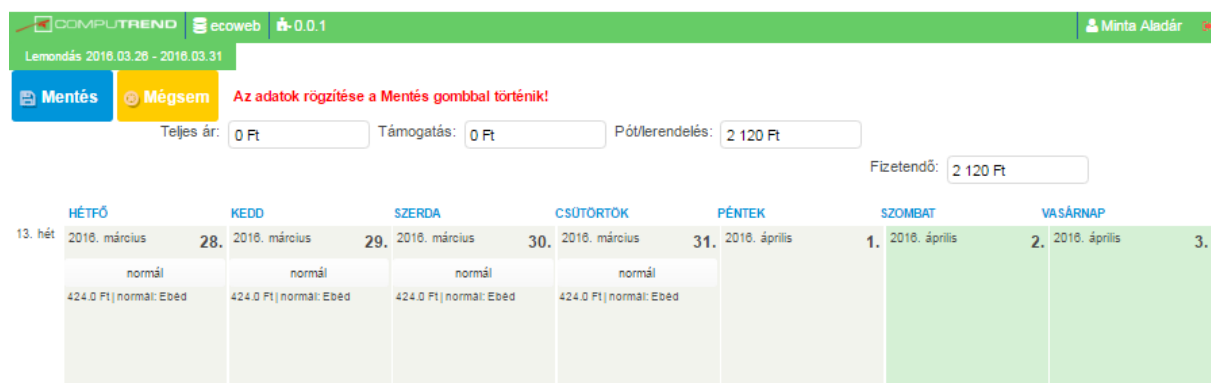 COMPUTREND ecoweb 0.0.1 Minta Aladár
Lemondás 2016.03.26 - 2016.03.31
Mentés Mégsem Az adatok rögzítése a Mentés gombbal történik!
Teljes ár: 0 Ft Támogatás: 0 Ft Pót/lerendelés: 2 120 Ft
Fizetendő: 2 120 Ft
HÉTFŐ KEDD SZERDA CSÜTÖRTÖK PÉNTEK SZOMBAT VASÁRNAP
13. hét 2016. március 28. 2016. március 29. 2016. március 30. 2016. március 31. 2016. április 1. 2016. április 2. 2016. április 3.
normál normál normál normál
424.0 Ft | normál: Ebéd 424.0 Ft | normál: Ebéd 424.0 Ft | normál: Ebéd 424.0 Ft | normál: Ebéd